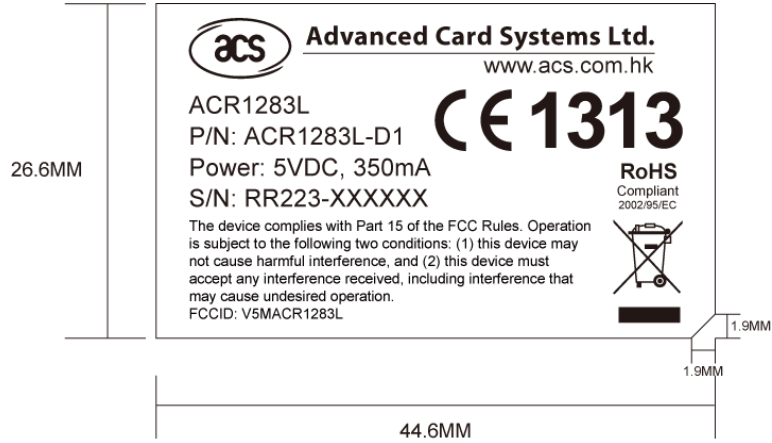 acs
Advanced Card Systems Ltd.
www.acs.com.hk
ACR1283L
P/N: ACR1283L-D1
Power: 5VDC, 350mA
S/N: RR223-XXXXXX
CE 1313
RoHS
Compliant
2002/95/EC
The device complies with Part 15 of the FCC Rules. Operation
is subject to the following two conditions: (1) this device may
not cause harmful interference, and (2) this device must
accept any interference received, including interference that
may cause undesired operation.
FCCID: V5MACR1283L
26.6MM
1.9MM
1.9MM
44.6MM